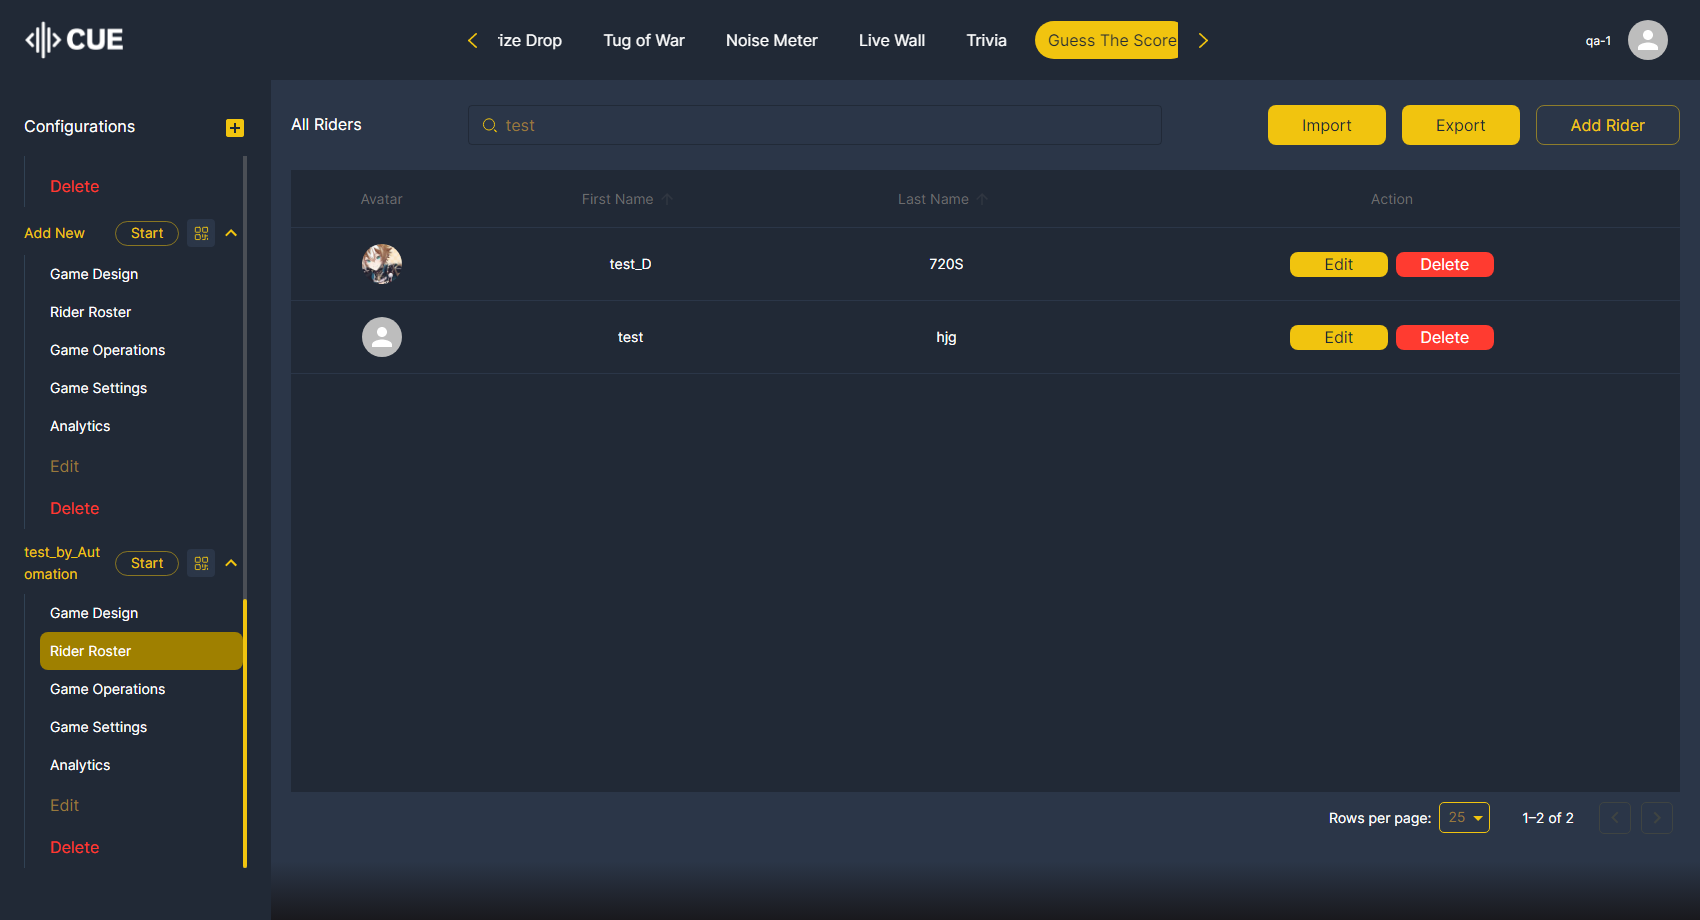 CUE
ize Drop
Tug of War
Noise Meter
Live Wall
Trivia
Guess The Score
qa-1
Configurations
Delete
Add New
Start
Game Design
Rider Roster
Game Operations
Game Settings
Analytics
Edit
Delete
test_by_Aut
omation
Start
Game Design
Rider Roster
Game Operations
Game Settings
Analytics
Edit
Delete
All Riders
test
Import
Export
Add Rider
Avatar
First Name
Last Name
Action
test_D
720S
Edit
Delete
test
hjg
Edit
Delete
Rows per page:
25
1–2 of 2